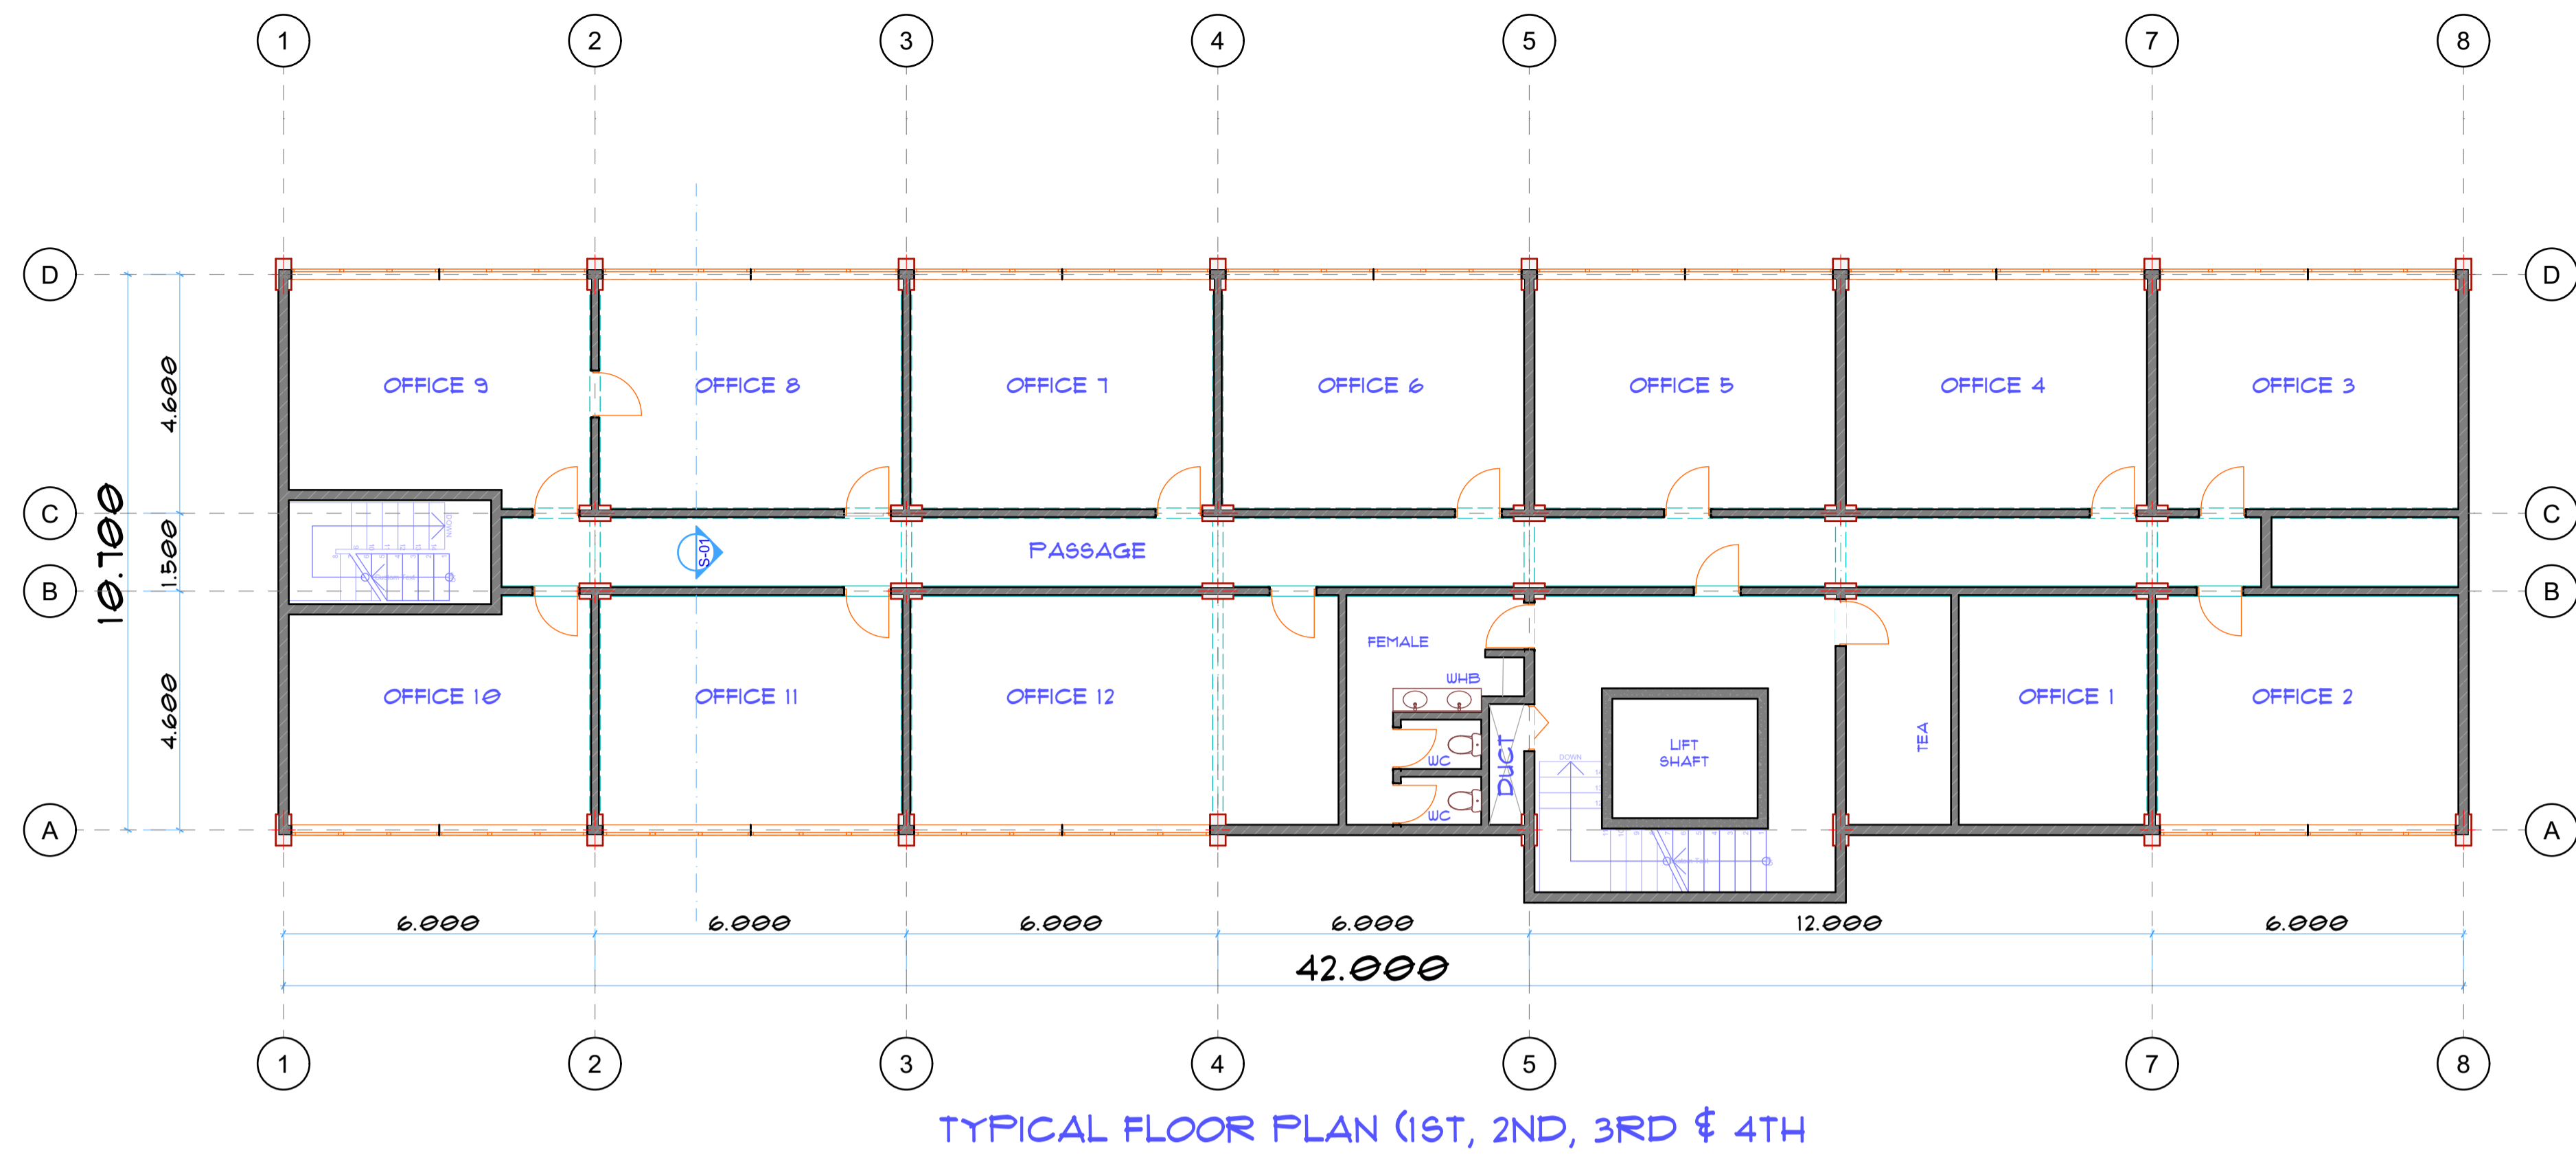 1 2 3 4 5 7 8
D D
OFFICE 9 OFFICE 8 OFFICE 7 OFFICE 6 OFFICE 5 OFFICE 4 OFFICE 3
4.600
C C
DOWN
10.700
1.500
S-01
PASSAGE
B B
FEMALE
WHB
OFFICE 10 OFFICE 11 OFFICE 12 OFFICE 1 OFFICE 2
4.600
TEA
LIFT
SHAFT
DUCT
WC
DOWN
WC
A A
6.000 6.000 6.000 6.000 12.000 6.000
42.000
1 2 3 4 5 7 8
TYPICAL FLOOR PLAN (1ST, 2ND, 3RD & 4TH